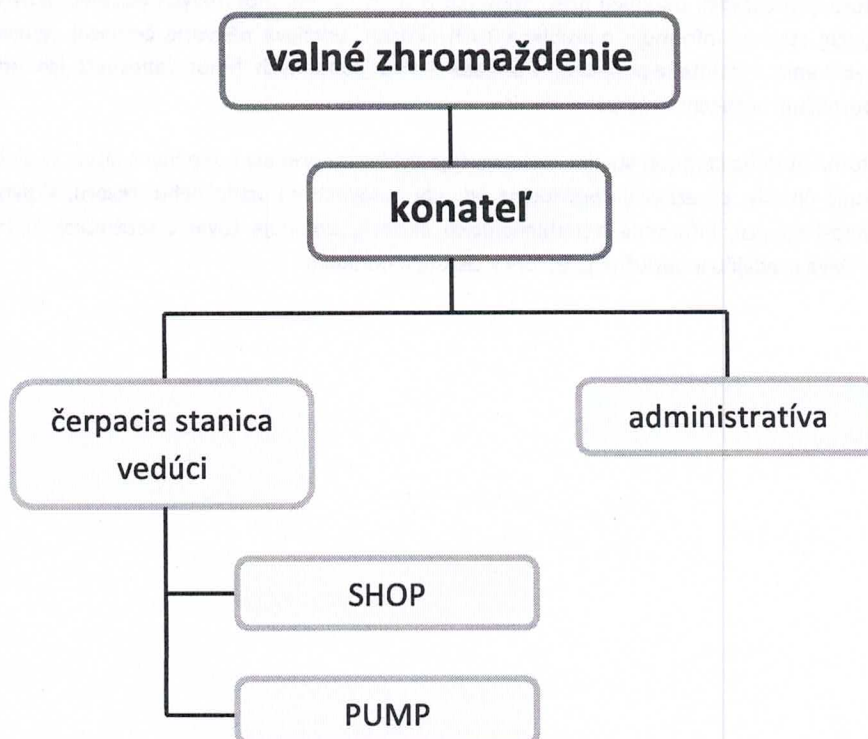 valné zhromaždenie
konateľ
čerpacia stanica
vedúci
administratíva
SHOP
PUMP